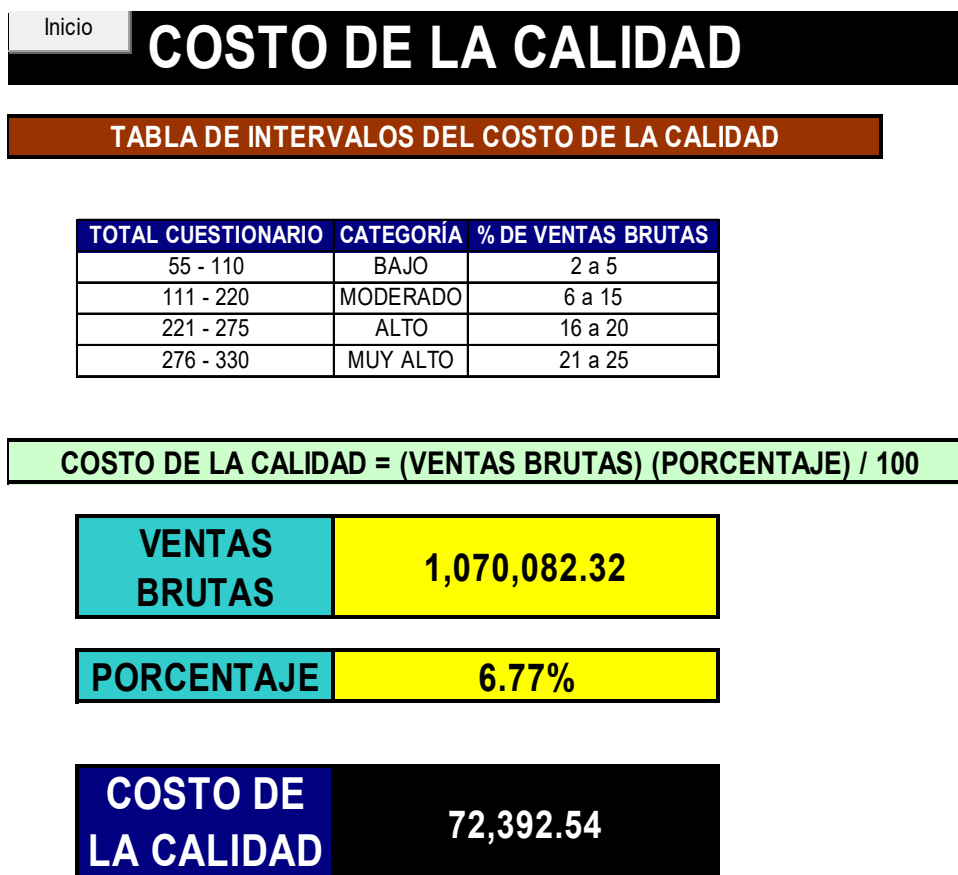 Inicio
COSTO DE LA CALIDAD
TABLA DE INTERVALOS DEL COSTO DE LA CALIDAD
TOTAL CUESTIONARIO CATEGORÍA % DE VENTAS BRUTAS
55 - 110 BAJO 2 a 5
111 - 220 MODERADO 6 a 15
221 - 275 ALTO 16 a 20
276 - 330 MUY ALTO 21 a 25
COSTO DE LA CALIDAD = (VENTAS BRUTAS) (PORCENTAJE) / 100
VENTAS
BRUTAS
1,070,082.32
PORCENTAJE 6.77%
COSTO DE
LA CALIDAD
72,392.54